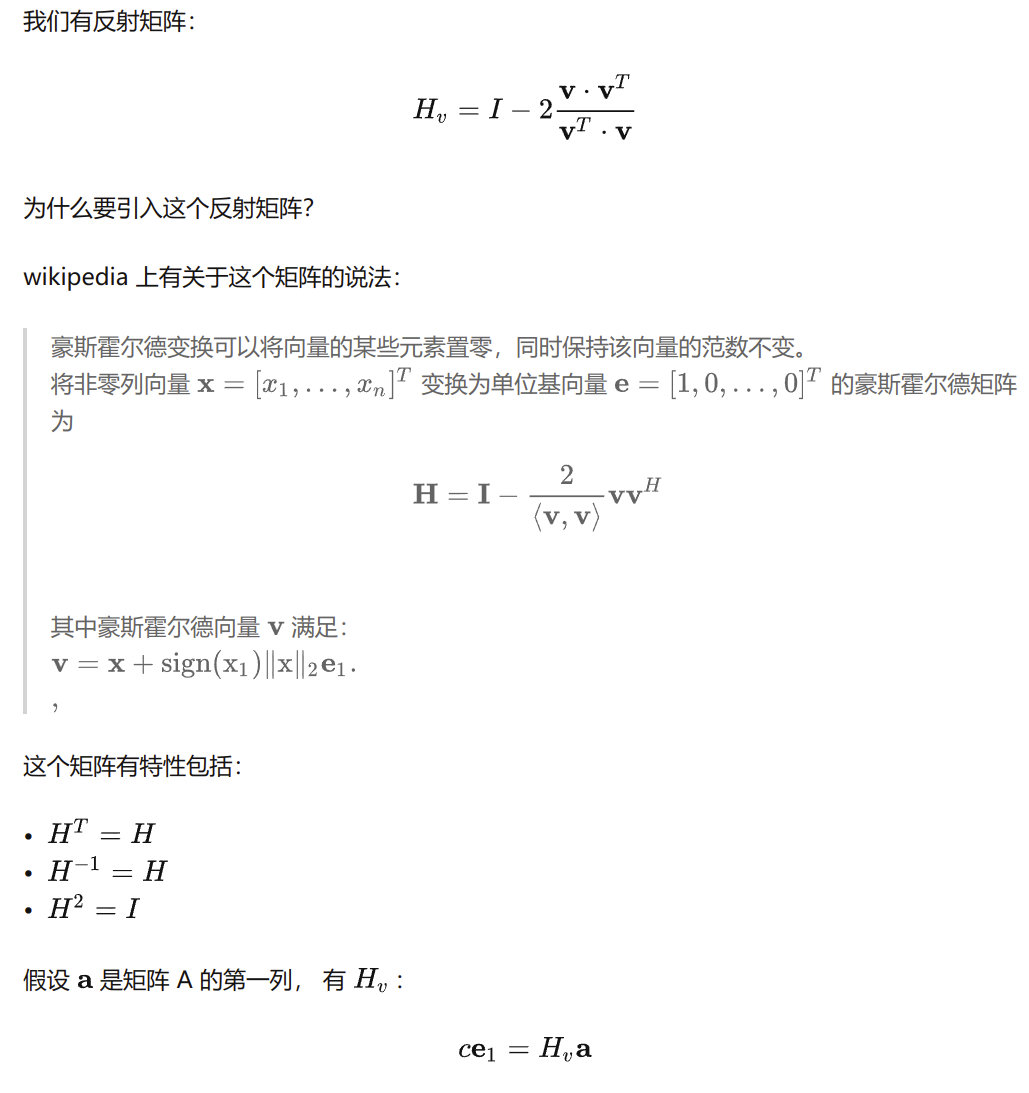 我们有反射矩阵：
$H_v = I - 2\frac{\mathbf{v} \cdot \mathbf{v}^T}{\mathbf{v}^T \cdot \mathbf{v}}$
为什么要引入这个反射矩阵？
wikipedia 上有关于这个矩阵的说法：
豪斯霍尔德变换可以将向量的某些元素置零，同时保持该向量的范数不变。
将非零列向量 $\mathbf{x} = [x_1, \ldots, x_n]^T$ 变换为单位基向量 $\mathbf{e} = [1, 0, \ldots, 0]^T$ 的豪斯霍尔德矩阵
为
$\mathbf{H} = \mathbf{I} - \frac{2}{\langle \mathbf{v}, \mathbf{v} \rangle} \mathbf{v}\mathbf{v}^H$
其中豪斯霍尔德向量 $\mathbf{v}$ 满足：
$\mathbf{v} = \mathbf{x} + \mathrm{sign}(\mathrm{x}_1)\|\mathrm{x}\|_2\mathbf{e}_1.$
，
这个矩阵有特性包括：
• $H^T = H$
• $H^{-1} = H$
• $H^2 = I$
假设 $\mathbf{a}$ 是矩阵 A 的第一列， 有 $H_v$ ：
$c\mathbf{e}_1 = H_v\mathbf{a}$